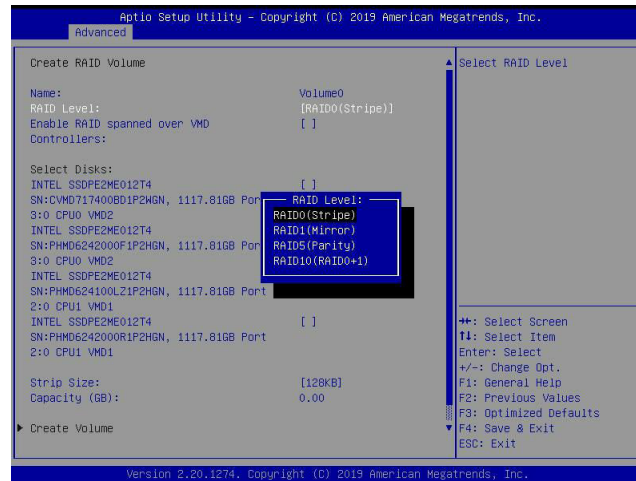 Aptio Setup Utility – Copyright (C) 2019 American Megatrends, Inc.
Advanced
Create RAID Volume
Name: Volume0
RAID Level: [RAID0(Stripe)]
Enable RAID spanned over VMD [ ]
Controllers:
Select Disks:
INTEL SSDPE2ME012T4 [ ]
SN:CVMD717400BD1P2WGN, 1117.81GB Por
3:0 CPU0 VMD2
INTEL SSDPE2ME012T4
SN:PHMD6242000F1P2HGN, 1117.81GB Por
3:0 CPU0 VMD2
INTEL SSDPE2ME012T4
SN:PHMD624100LZ1P2HGN, 1117.81GB Port
2:0 CPU1 VMD1
INTEL SSDPE2ME012T4 [ ]
SN:PHMD6242000R1P2HGN, 1117.81GB Port
2:0 CPU1 VMD1
Strip Size: [128KB]
Capacity (GB): 0.00
Create Volume
RAID Level:
RAID0(Stripe)
RAID1(Mirror)
RAID5(Parity)
RAID10(RAID0+1)
Select RAID Level
→←: Select Screen
↑↓: Select Item
Enter: Select
+/-: Change Opt.
F1: General Help
F2: Previous Values
F3: Optimized Defaults
F4: Save & Exit
ESC: Exit
Version 2.20.1274. Copyright (C) 2019 American Megatrends, Inc.